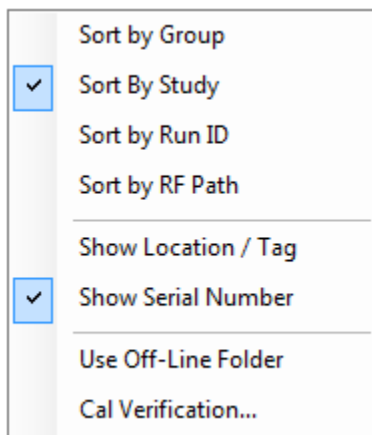 Sort by Group
Sort By Study
Sort by Run ID
Sort by RF Path
Show Location / Tag
Show Serial Number
Use Off-Line Folder
Cal Verification...